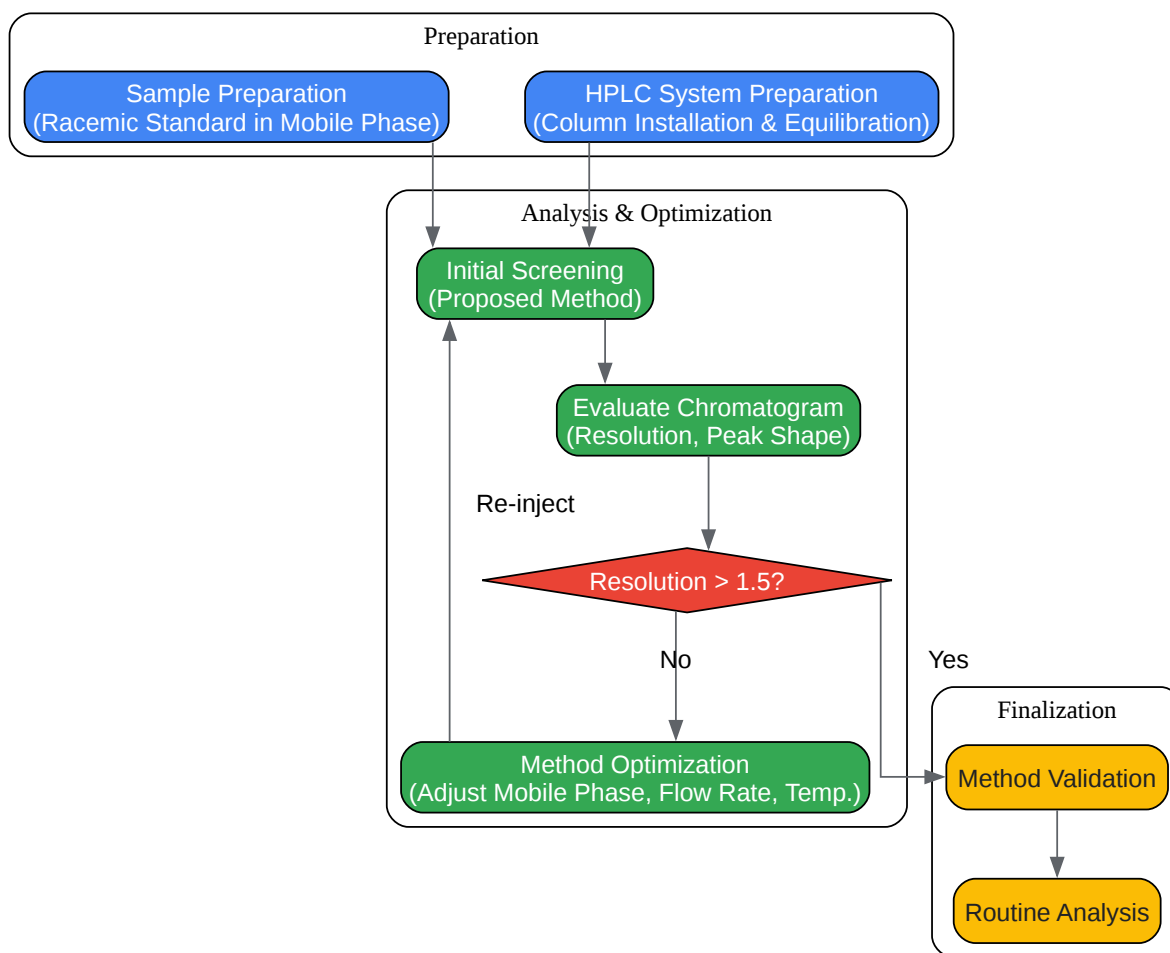 Preparation
Sample Preparation
(Racemic Standard in Mobile Phase)
HPLC System Preparation
(Column Installation & Equilibration)
Analysis & Optimization
Initial Screening
(Proposed Method)
Evaluate Chromatogram
(Resolution, Peak Shape)
Re-inject
Resolution > 1.5?
No
Yes
Method Optimization
(Adjust Mobile Phase, Flow Rate, Temp.)
Finalization
Method Validation
Routine Analysis